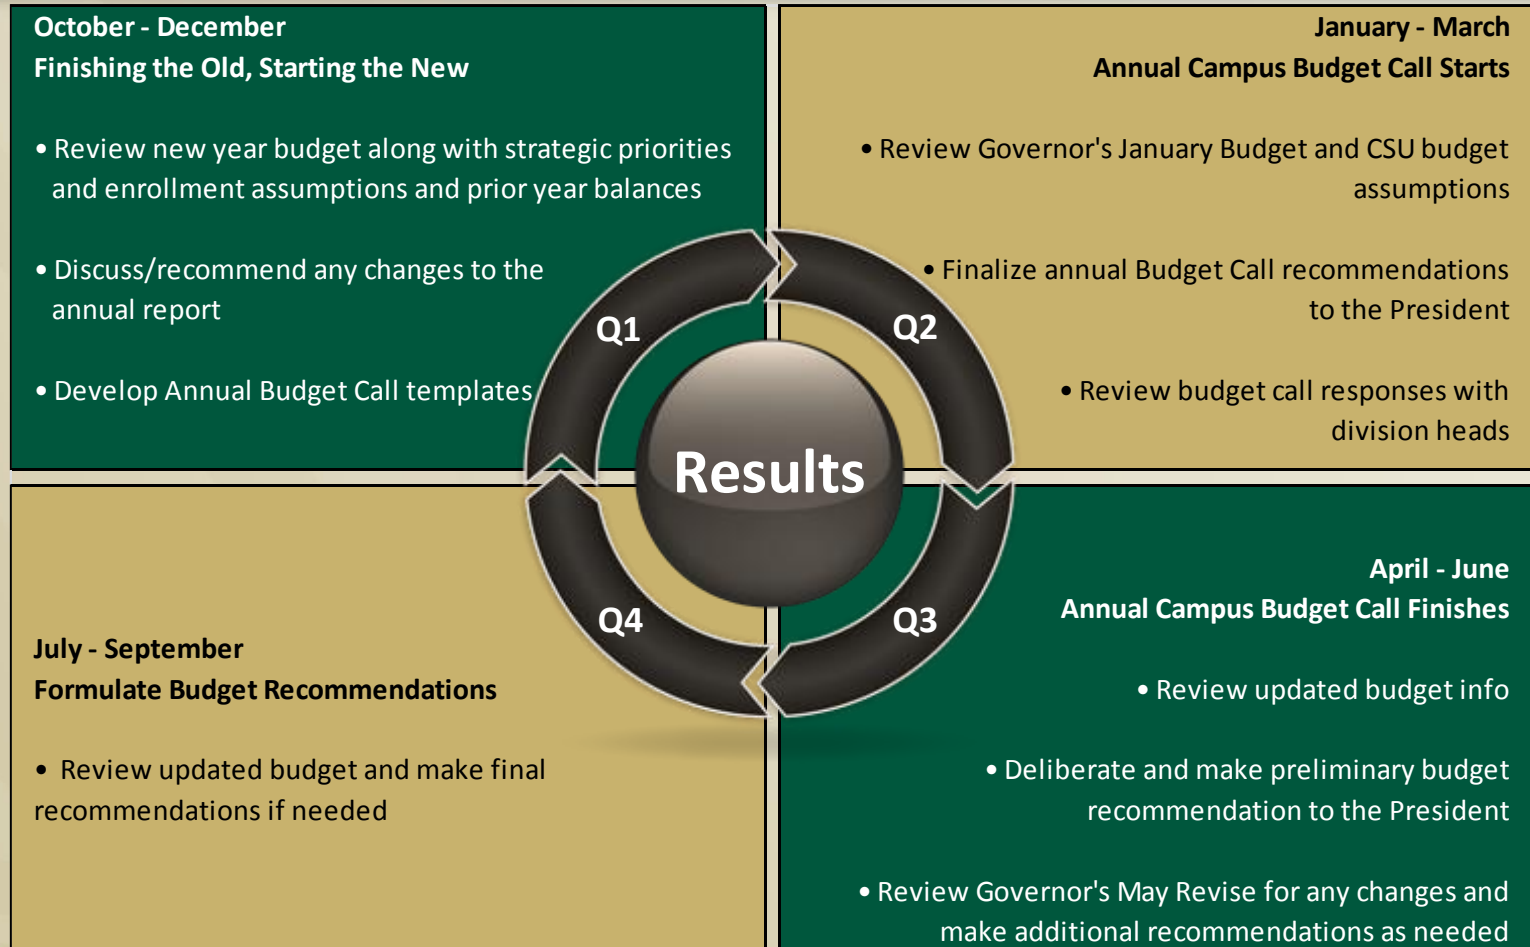 October - December
Finishing the Old, Starting the New
• Review new year budget along with strategic priorities
and enrollment assumptions and prior year balances
• Discuss/recommend any changes to the
annual report
• Develop Annual Budget Call templates
January - March
Annual Campus Budget Call Starts
• Review Governor's January Budget and CSU budget
assumptions
• Finalize annual Budget Call recommendations
to the President
• Review budget call responses with
division heads
Q1
Q2
Results
Q4
Q3
July - September
Formulate Budget Recommendations
• Review updated budget and make final
recommendations if needed
April - June
Annual Campus Budget Call Finishes
• Review updated budget info
• Deliberate and make preliminary budget
recommendation to the President
• Review Governor's May Revise for any changes and
make additional recommendations as needed